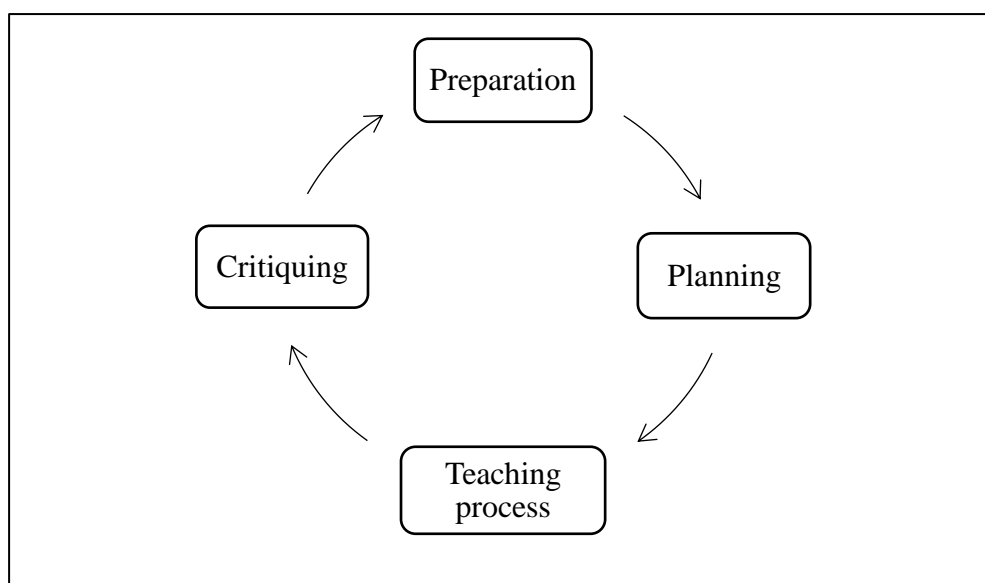 Preparation
Critiquing
Planning
Teaching
process